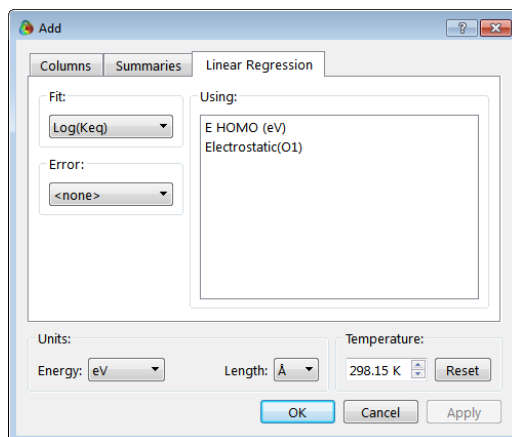 Add
Columns Summaries Linear Regression
Fit:
Log(Keq)
Error:
<none>
Using:
E HOMO (eV)
Electrostatic(O1)
Units:
Energy: eV Length: Å
Temperature:
298.15 K Reset
OK Cancel Apply